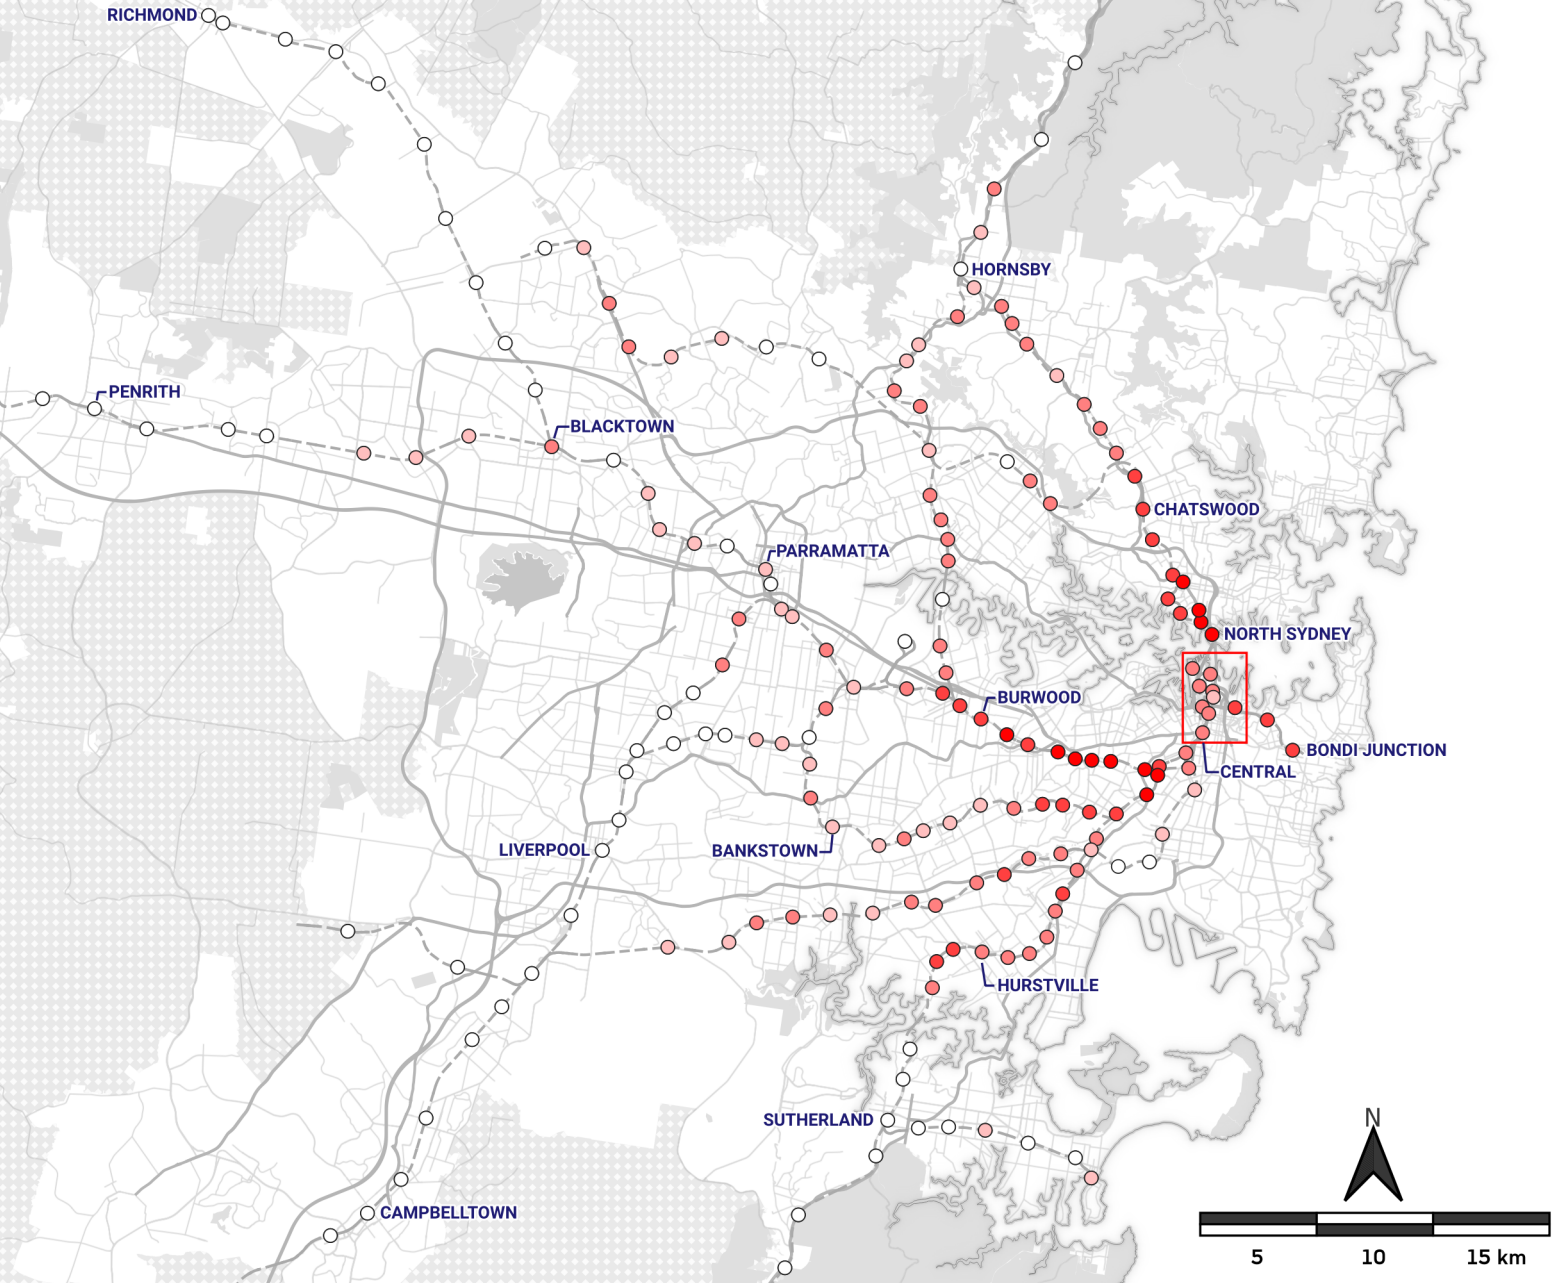 RICHMOND
HORNSBY
PENRITH
BLACKTOWN
CHATSWOOD
PARRAMATTA
NORTH SYDNEY
BURWOOD
BONDI JUNCTION
CENTRAL
LIVERPOOL
BANKSTOWN
HURSTVILLE
N
SUTHERLAND
CAMPBELLTOWN
5 10 15 km